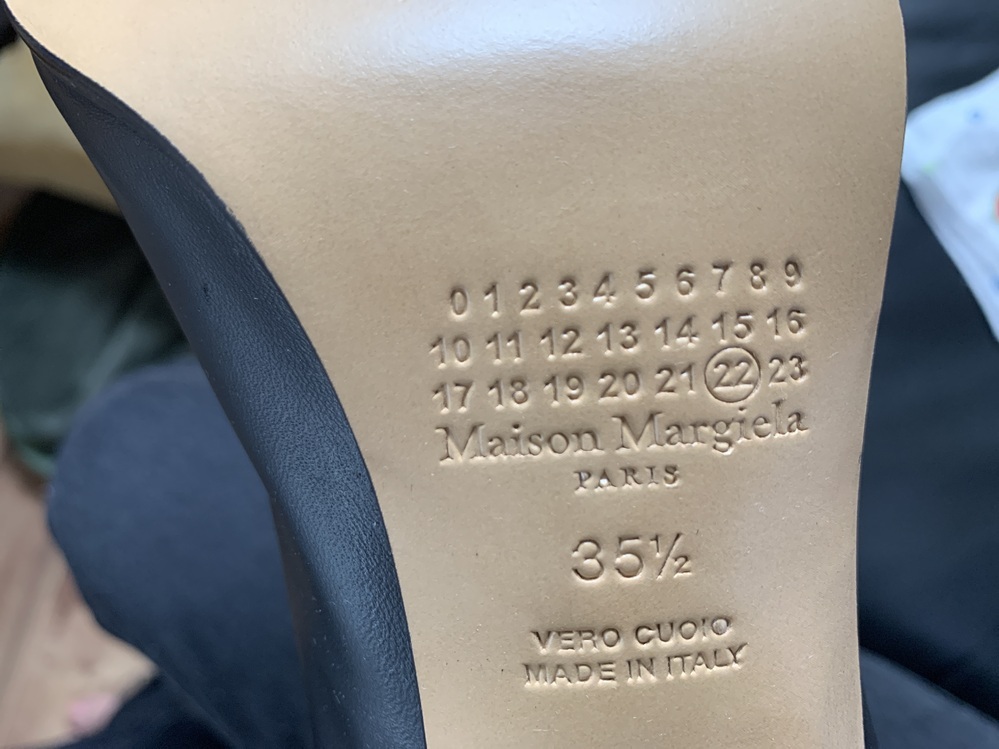 0 1 2 3 4 5 6 7 8 9
10 11 12 13 14 15 16
17 18 19 20 21 22 23
Maison Margiela
PARIS
35½
VERO CUOIO
MADE IN ITALY